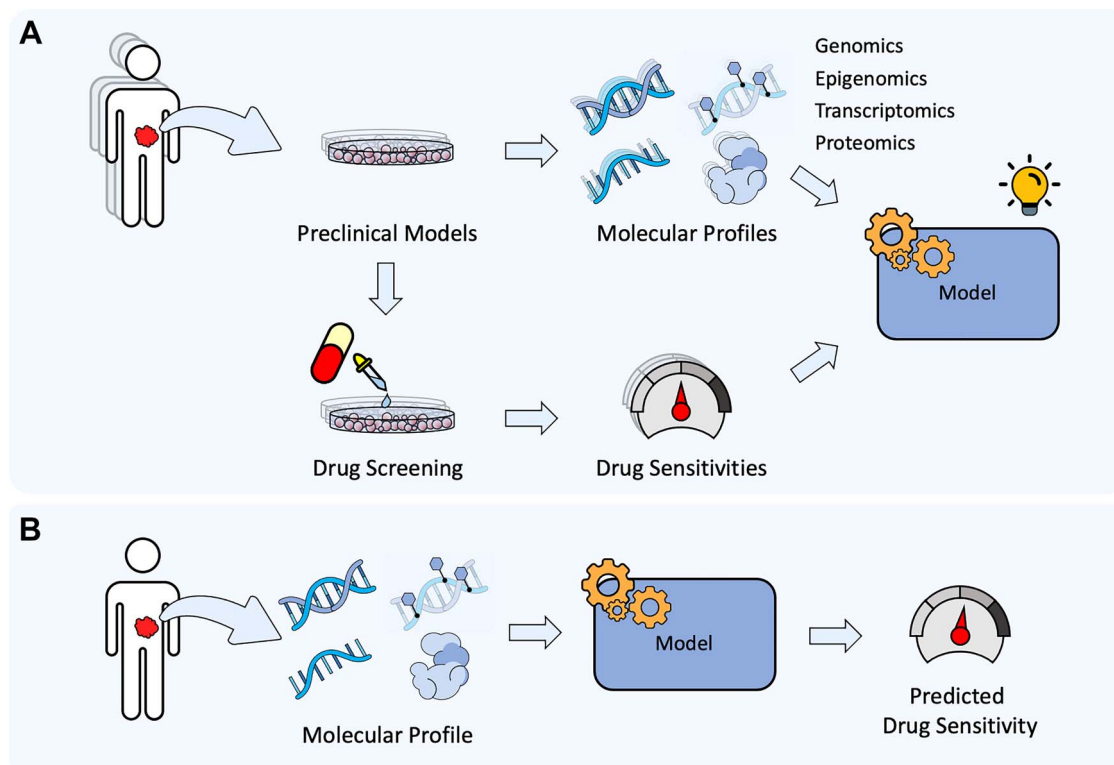 A
Genomics
Epigenomics
Transcriptomics
Proteomics
Preclinical Models
Molecular Profiles
Model
Drug Screening
Drug Sensitivities
B
Model
Molecular Profile
Predicted
Drug Sensitivity